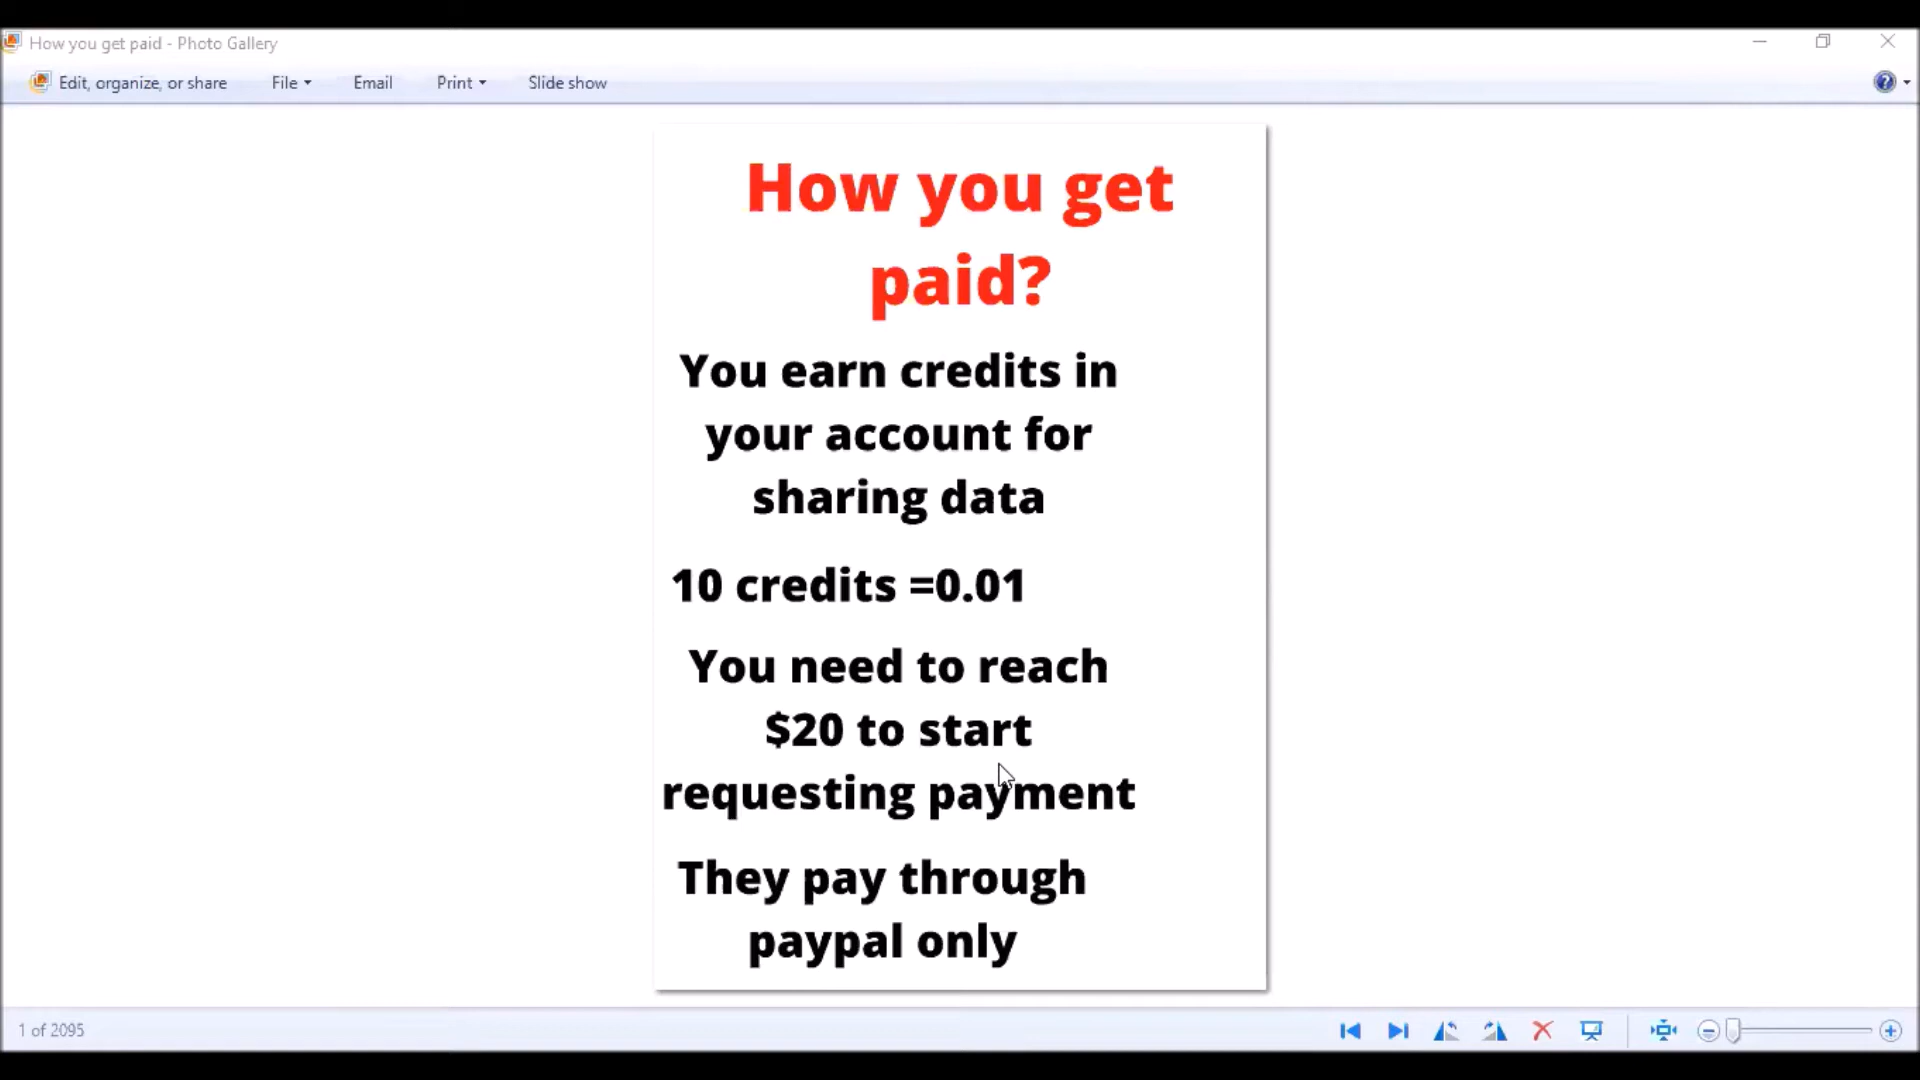 How you get paid - Photo Gallery
Edit, organize, or share File Email Print Slide show
How you get
paid?
You earn credits in
your account for
sharing data
10 credits =0.01
You need to reach
$20 to start
requesting payment
They pay through
paypal only
1 of 2095